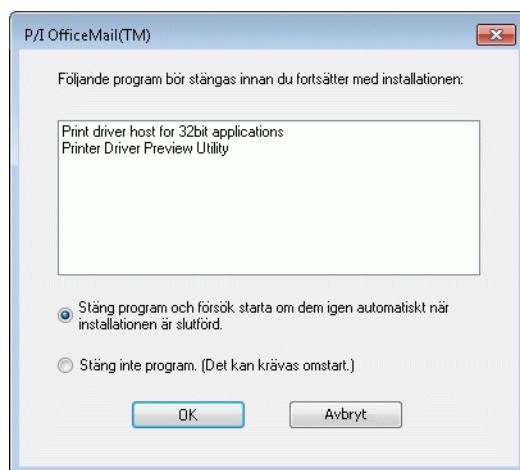 P/I OfficeMail(TM)
Följande program bör stängas innan du fortsätter med installationen:
Print driver host for 32bit applications
Printer Driver Preview Utility
Stäng program och försök starta om dem igen automatiskt när
installationen är slutförd.
Stäng inte program. (Det kan krävas omstart.)
OK
Avbryt